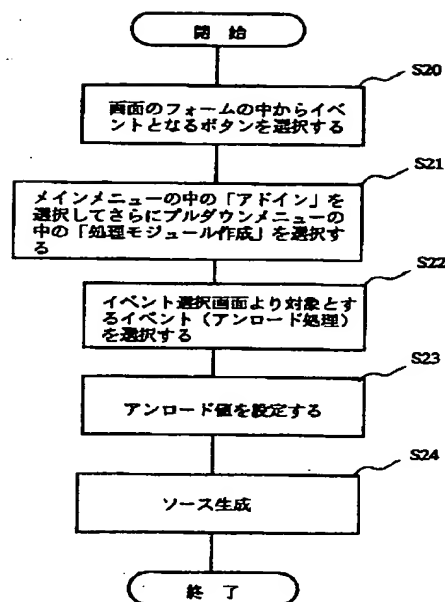 開 始
S20
画面のフォームの中からイベ
ントとなるボタンを選択する
S21
メインメニューの中の「アドイン」を
選択してさらにプルダウンメニューの
中の「処理モジュール作成」を選択す
る
S22
イベント選択画面より対象とす
るイベント(アンロード処理)
を選択する
S23
アンロード値を設定する
S24
ソース生成
終 了